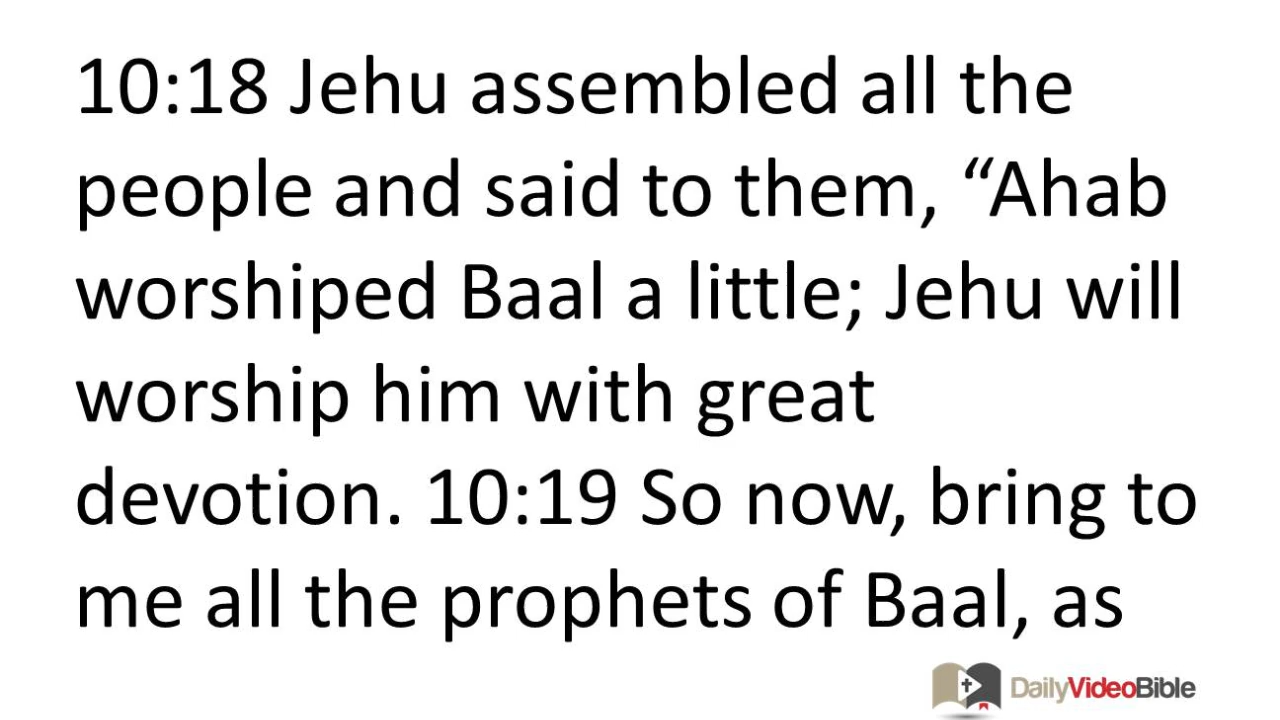 10:18 Jehu assembled all the
people and said to them, “Ahab
worshiped Baal a little; Jehu will
worship him with great
devotion. 10:19 So now, bring to
me all the prophets of Baal, as
DailyVideoBible